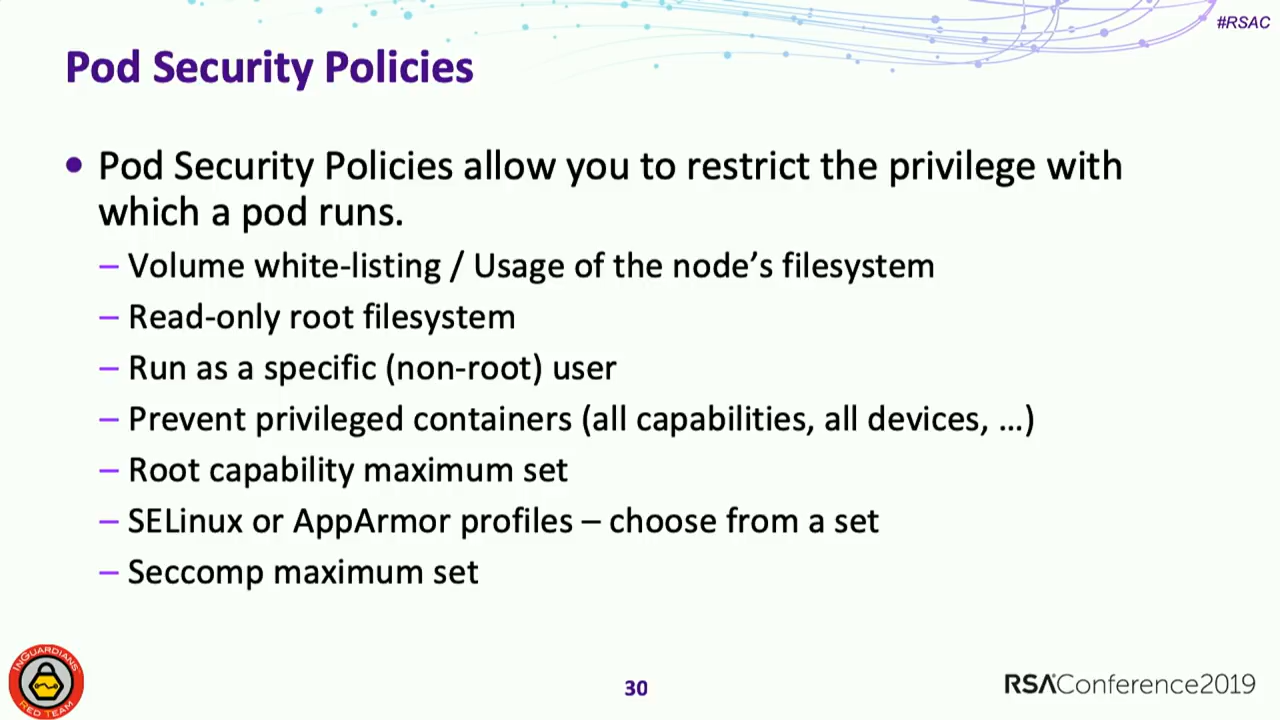 #RSAC
Pod Security Policies
• Pod Security Policies allow you to restrict the privilege with
which a pod runs.
– Volume white-listing / Usage of the node’s filesystem
– Read-only root filesystem
– Run as a specific (non-root) user
– Prevent privileged containers (all capabilities, all devices, …)
– Root capability maximum set
– SELinux or AppArmor profiles – choose from a set
– Seccomp maximum set
INGUARDIANS
RED TEAM
30
RSAConference2019